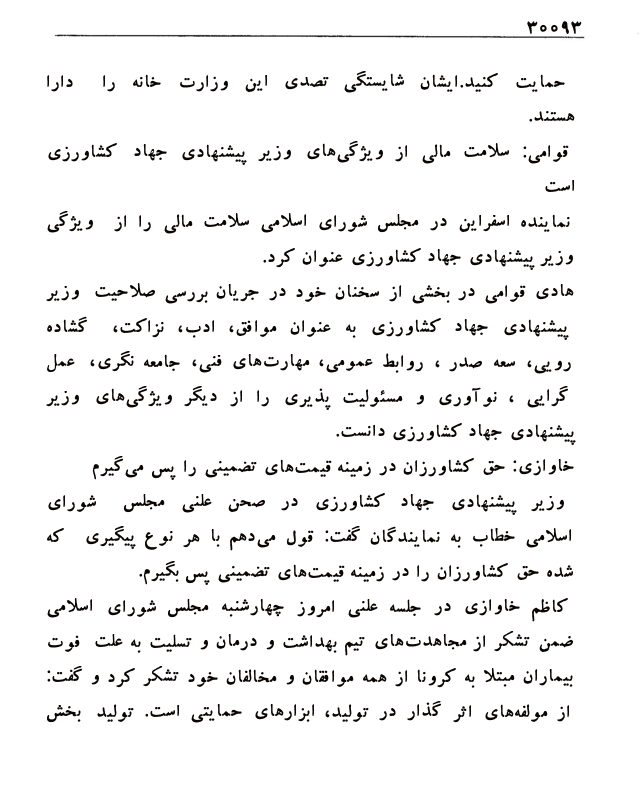 ۳۰۰۹۳
حمایت کنید.ایشان شایستگی تصدی این وزارت خانه را دارا
هستند.
قوامی: سلامت مالی از ویژگی‌های وزیر پیشنهادی جهاد کشاورزی
است
نماینده اسفراین در مجلس شورای اسلامی سلامت مالی را از ویژگی
وزیر پیشنهادی جهاد کشاورزی عنوان کرد.
هادی قوامی در بخشی از سخنان خود در جریان بررسی صلاحیت وزیر
پیشنهادی جهاد کشاورزی به عنوان موافق، ادب، نزاکت، گشاده
رویی، سعه صدر ، روابط عمومی، مهارت‌های فنی، جامعه نگری، عمل
گرایی ، نوآوری و مسئولیت پذیری را از دیگر ویژگی‌های وزیر
پیشنهادی جهاد کشاورزی دانست.
خاوازی: حق کشاورزان در زمینه قیمت‌های تضمینی را پس می‌گیرم
وزیر پیشنهادی جهاد کشاورزی در صحن علنی مجلس شورای
اسلامی خطاب به نمایندگان گفت: قول می‌دهم با هر نوع پیگیری که
شده حق کشاورزان را در زمینه قیمت‌های تضمینی پس بگیرم.
کاظم خاوازی در جلسه علنی امروز چهارشنبه مجلس شورای اسلامی
ضمن تشکر از مجاهدت‌های تیم بهداشت و درمان و تسلیت به علت فوت
بیماران مبتلا به کرونا از همه موافقان و مخالفان خود تشکر کرد و گفت:
از مولفه‌های اثر گذار در تولید، ابزارهای حمایتی است. تولید بخش